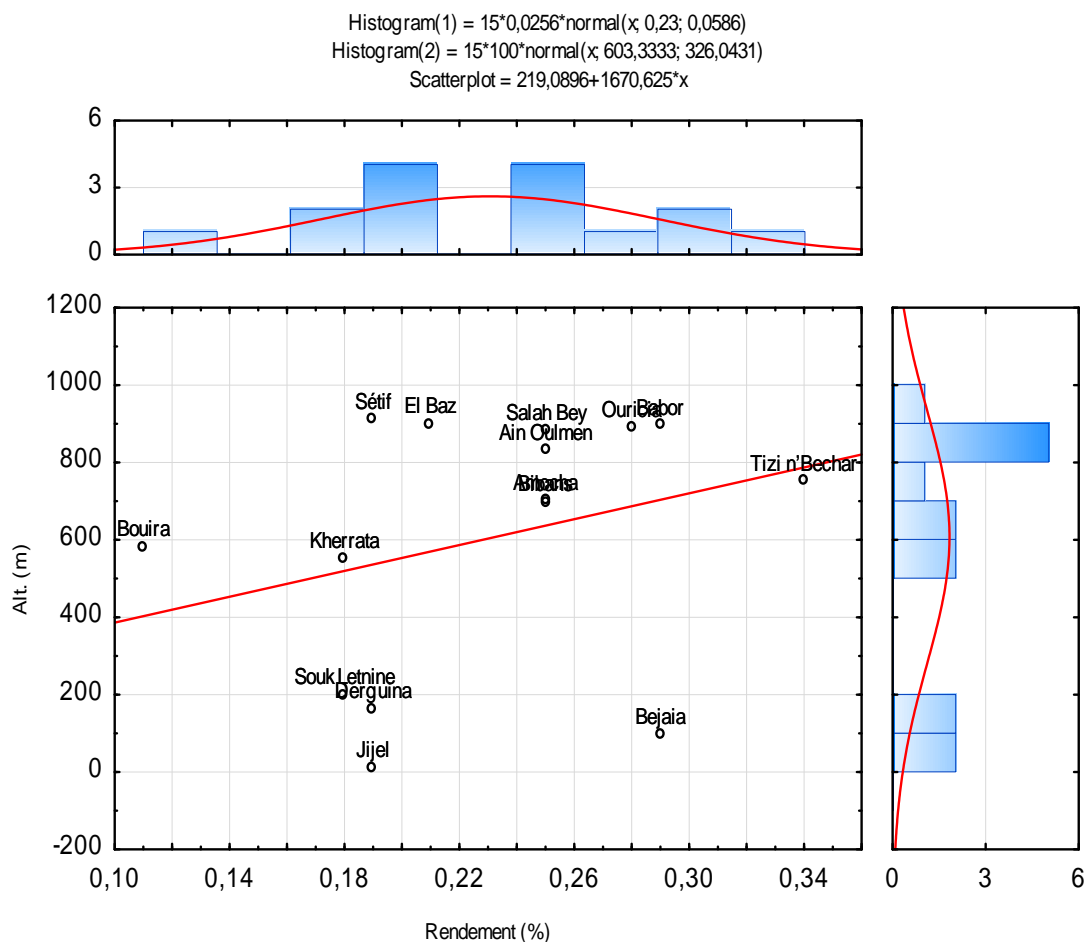 Histogram(1) = 15*0,0256*normal(x; 0,23; 0,0586)
Histogram(2) = 15*100*normal(x; 603,3333; 326,0431)
Scatterplot = 219,0896+1670,625*x
6
3
0
1200
1000
800
600
400
200
0
-200
Alt. (m)
Sétif
El Baz
Salah Bey
Ain Oulmen
Babor
Tizi n'Bechar
Bouira
Kherrata
Souk Letnine
Derguina
Bejaia
Jijel
0,10
0,14
0,18
0,22
0,26
0,30
0,34
Rendement (%)
0
3
6